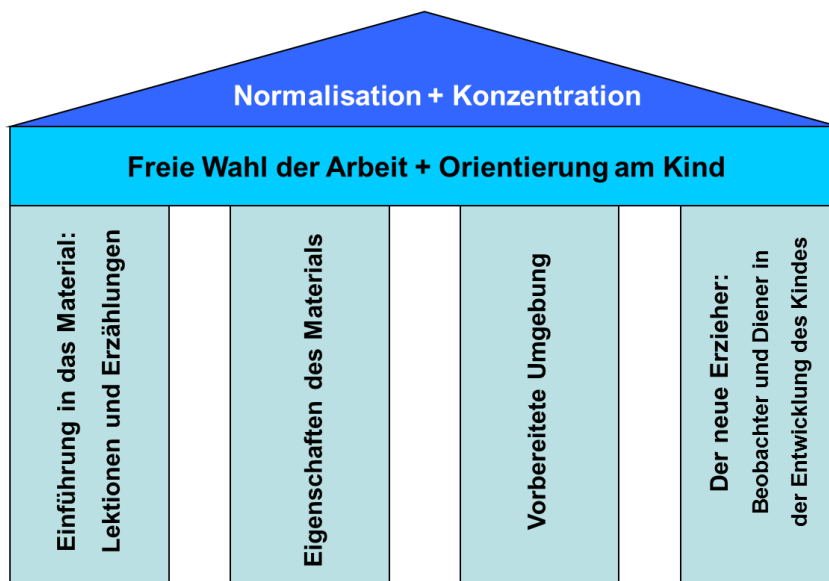 Normalisation + Konzentration
Freie Wahl der Arbeit + Orientierung am Kind
Einführung in das Material:
Lektionen und Erzählungen
Eigenschaften des Materials
Vorbereitete Umgebung
Der neue Erzieher:
Beobachter und Diener in
der Entwicklung des Kindes